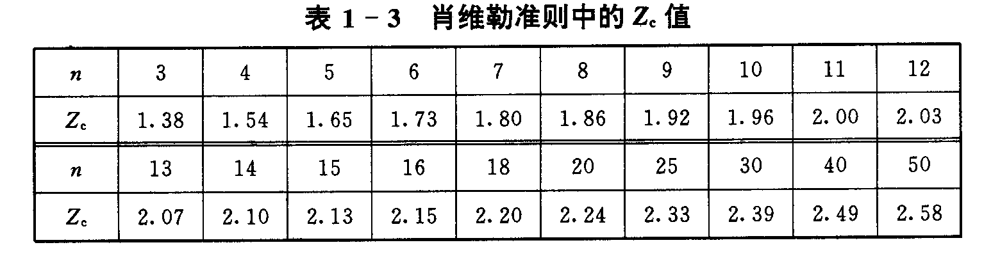 表 1-3 肖维勒准则中的 Zc 值
n 3 4 5 6 7 8 9 10 11 12
Zc 1.38 1.54 1.65 1.73 1.80 1.86 1.92 1.96 2.00 2.03
n 13 14 15 16 18 20 25 30 40 50
Zc 2.07 2.10 2.13 2.15 2.20 2.24 2.33 2.39 2.49 2.58